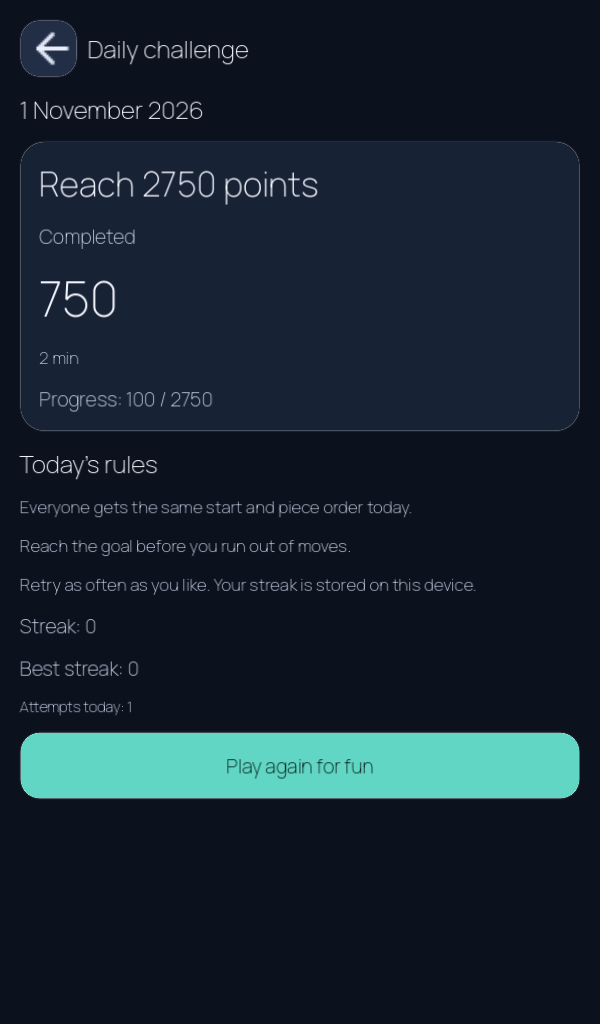 Daily challenge
1 November 2026
Reach 2750 points
Completed
750
2 min
Progress: 100 / 2750
Today's rules
Everyone gets the same start and piece order today.
Reach the goal before you run out of moves.
Retry as often as you like. Your streak is stored on this device.
Streak: 0
Best streak: 0
Attempts today: 1
Play again for fun